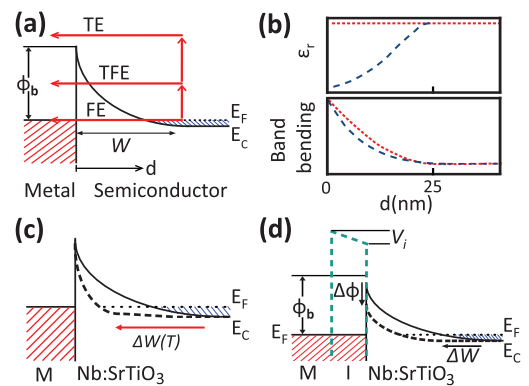 (a)
TE
TFE
FE
ϕb
W
EF
EC
d
Metal
Semiconductor
(b)
εr
Band
bending
0
25
d(nm)
(c)
EF
EC
ΔW(T)
M
Nb:SrTiO3
(d)
Vi
Δϕ
ϕb
EF
EF
EC
ΔW
M
I
Nb:SrTiO3